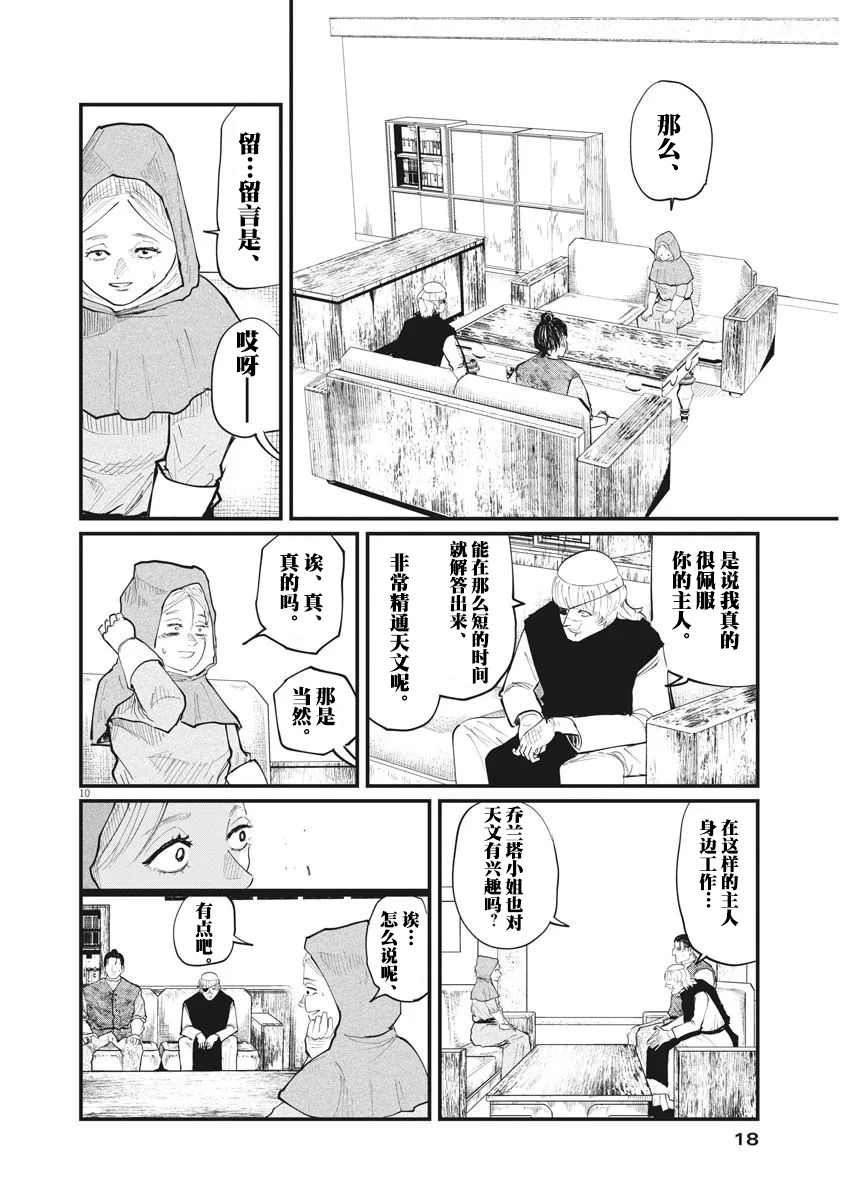 那么、
留…留言是、
哎呀——
是说我真的
很佩服
你的主人。
能在那么短的时间
就解答出来、
非常精通天文呢。
诶、真、
真的吗。
那是
当然。
在这样的主人
身边工作…
乔兰塔小姐也对
天文有兴趣吗？
诶…
怎么说呢、
有点吧。
10
18